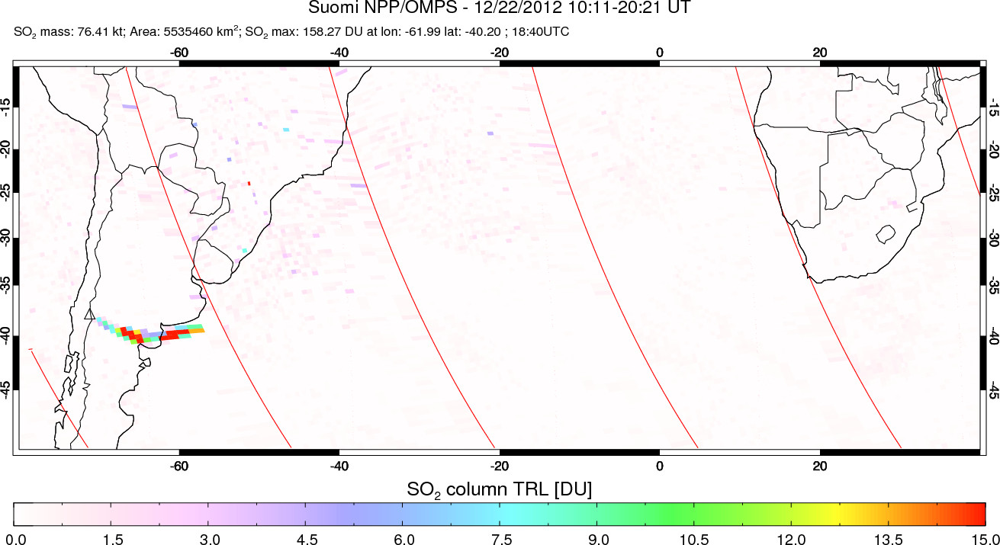 Suomi NPP/OMPS - 12/22/2012 10:11-20:21 UT
SO2 mass: 76.41 kt; Area: 5535460 km2; SO2 max: 158.27 DU at lon: -61.99 lat: -40.20 ; 18:40UTC
-60 -40 -20 0 20
-15 -15
-20 -20
-25 -25
-30 -30
-35 -35
-40 -40
-45 -45
-60 -40 -20 0 20
SO2 column TRL [DU]
0.0 1.5 3.0 4.5 6.0 7.5 9.0 10.5 12.0 13.5 15.0